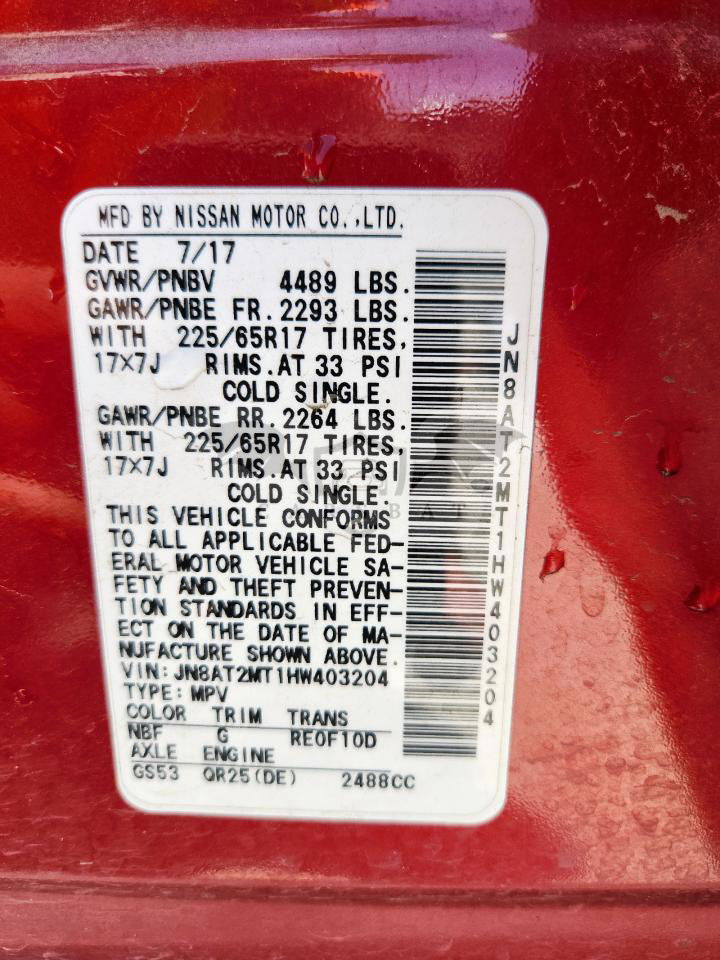 MFD BY NISSAN MOTOR CO.,LTD.
DATE 7/17
GVWR/PNBV 4489 LBS.
GAWR/PNBE FR. 2293 LBS.
WITH 225/65R17 TIRES,
17×7J RIMS. AT 33 PSI
COLD SINGLE.
GAWR/PNBE RR. 2264 LBS.
WITH 225/65R17 TIRES,
17×7J RIMS. AT 33 PSI
COLD SINGLE.
THIS VEHICLE CONFORMS
TO ALL APPLICABLE FED-
ERAL MOTOR VEHICLE SA-
FETY AND THEFT PREVEN-
TION STANDARDS IN EFF-
ECT ON THE DATE OF MA-
NUFACTURE SHOWN ABOVE.
VIN: JN8AT2MT1HW403204
TYPE: MPV
COLOR TRIM TRANS
NBF G RE0F10D
AXLE ENGINE
GS53 QR25(DE) 2488CC
JN8AT2MT1HW403204